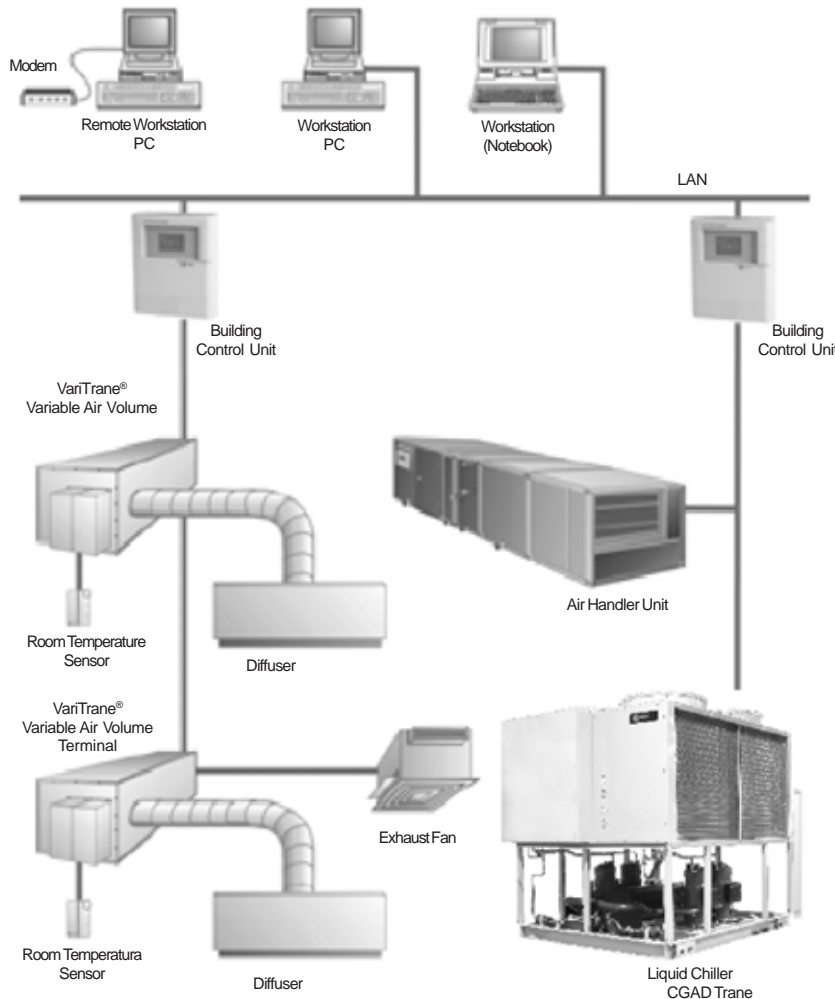 Modem
Remote Workstation
PC
Workstation
PC
Workstation
(Notebook)
LAN
Building
Control Unit
Building
Control Unit
VariTrane®
Variable Air Volume
Room Temperature
Sensor
Diffuser
Air Handler Unit
VariTrane®
Variable Air Volume
Terminal
Exhaust Fan
Room Temperatura
Sensor
Diffuser
Liquid Chiller
CGAD Trane